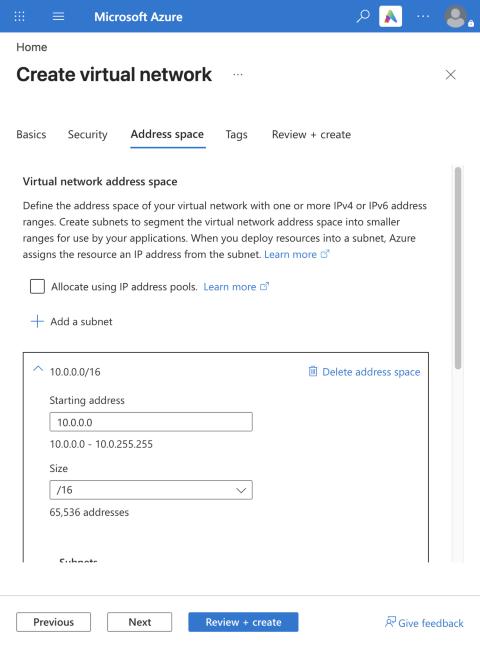 Microsoft Azure
Home
Create virtual network
Basics Security Address space Tags Review + create
Virtual network address space
Define the address space of your virtual network with one or more IPv4 or IPv6 address
ranges. Create subnets to segment the virtual network address space into smaller
ranges for use by your applications. When you deploy resources into a subnet, Azure
assigns the resource an IP address from the subnet. Learn more
Allocate using IP address pools. Learn more
Add a subnet
10.0.0.0/16 Delete address space
Starting address
10.0.0.0
10.0.0.0 - 10.0.255.255
Size
/16
65,536 addresses
Subnets
Previous Next Review + create Give feedback